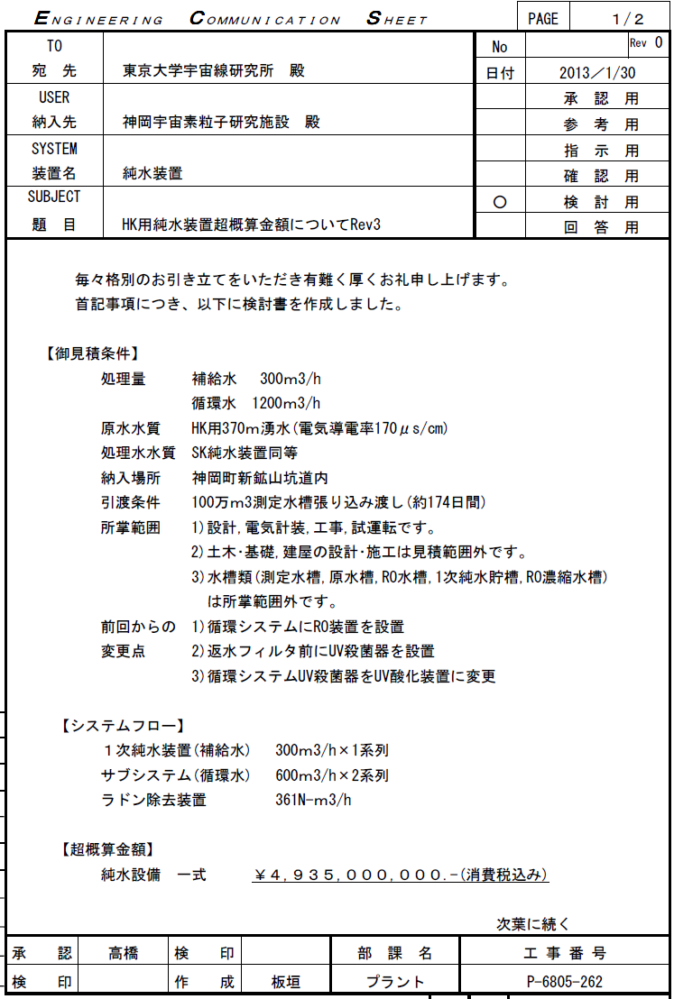 ENGINEERING COMMUNICATION SHEET
PAGE 1/2
TO
宛 先 東京大学宇宙線研究所 殿
No Rev 0
日付 2013/1/30
USER
納入先 神岡宇宙素粒子研究施設 殿
承 認 用
参 考 用
SYSTEM
装置名 純水装置
指 示 用
確 認 用
SUBJECT
題 目 HK用純水装置超概算金額についてRev3
○ 検 討 用
回 答 用
毎々格別のお引き立てをいただき有難く厚くお礼申し上げます。
首記事項につき、以下に検討書を作成しました。
【御見積条件】
処理量 補給水 300m3/h
循環水 1200m3/h
原水水質 HK用370m湧水(電気導電率170μs/cm)
処理水水質 SK純水装置同等
納入場所 神岡町新鉱山坑道内
引渡条件 100万m3測定水槽張り込み渡し(約174日間)
所掌範囲 1)設計,電気計装,工事,試運転です。
2)土木・基礎,建屋の設計・施工は見積範囲外です。
3)水槽類(測定水槽,原水槽,RO水槽,1次純水貯槽,RO濃縮水槽)
は所掌範囲外です。
前回からの 1)循環システムにRO装置を設置
変更点 2)返水フィルタ前にUV殺菌器を設置
3)循環システムUV殺菌器をUV酸化装置に変更
【システムフロー】
1次純水装置(補給水) 300m3/h×1系列
サブシステム(循環水) 600m3/h×2系列
ラドン除去装置 361N-m3/h
【超概算金額】
純水設備 一式 ¥4,935,000,000.-(消費税込み)
次葉に続く
承 認 高橋 検 印 部 課 名 工 事 番 号
検 印 作 成 板垣 プラント P-6805-262